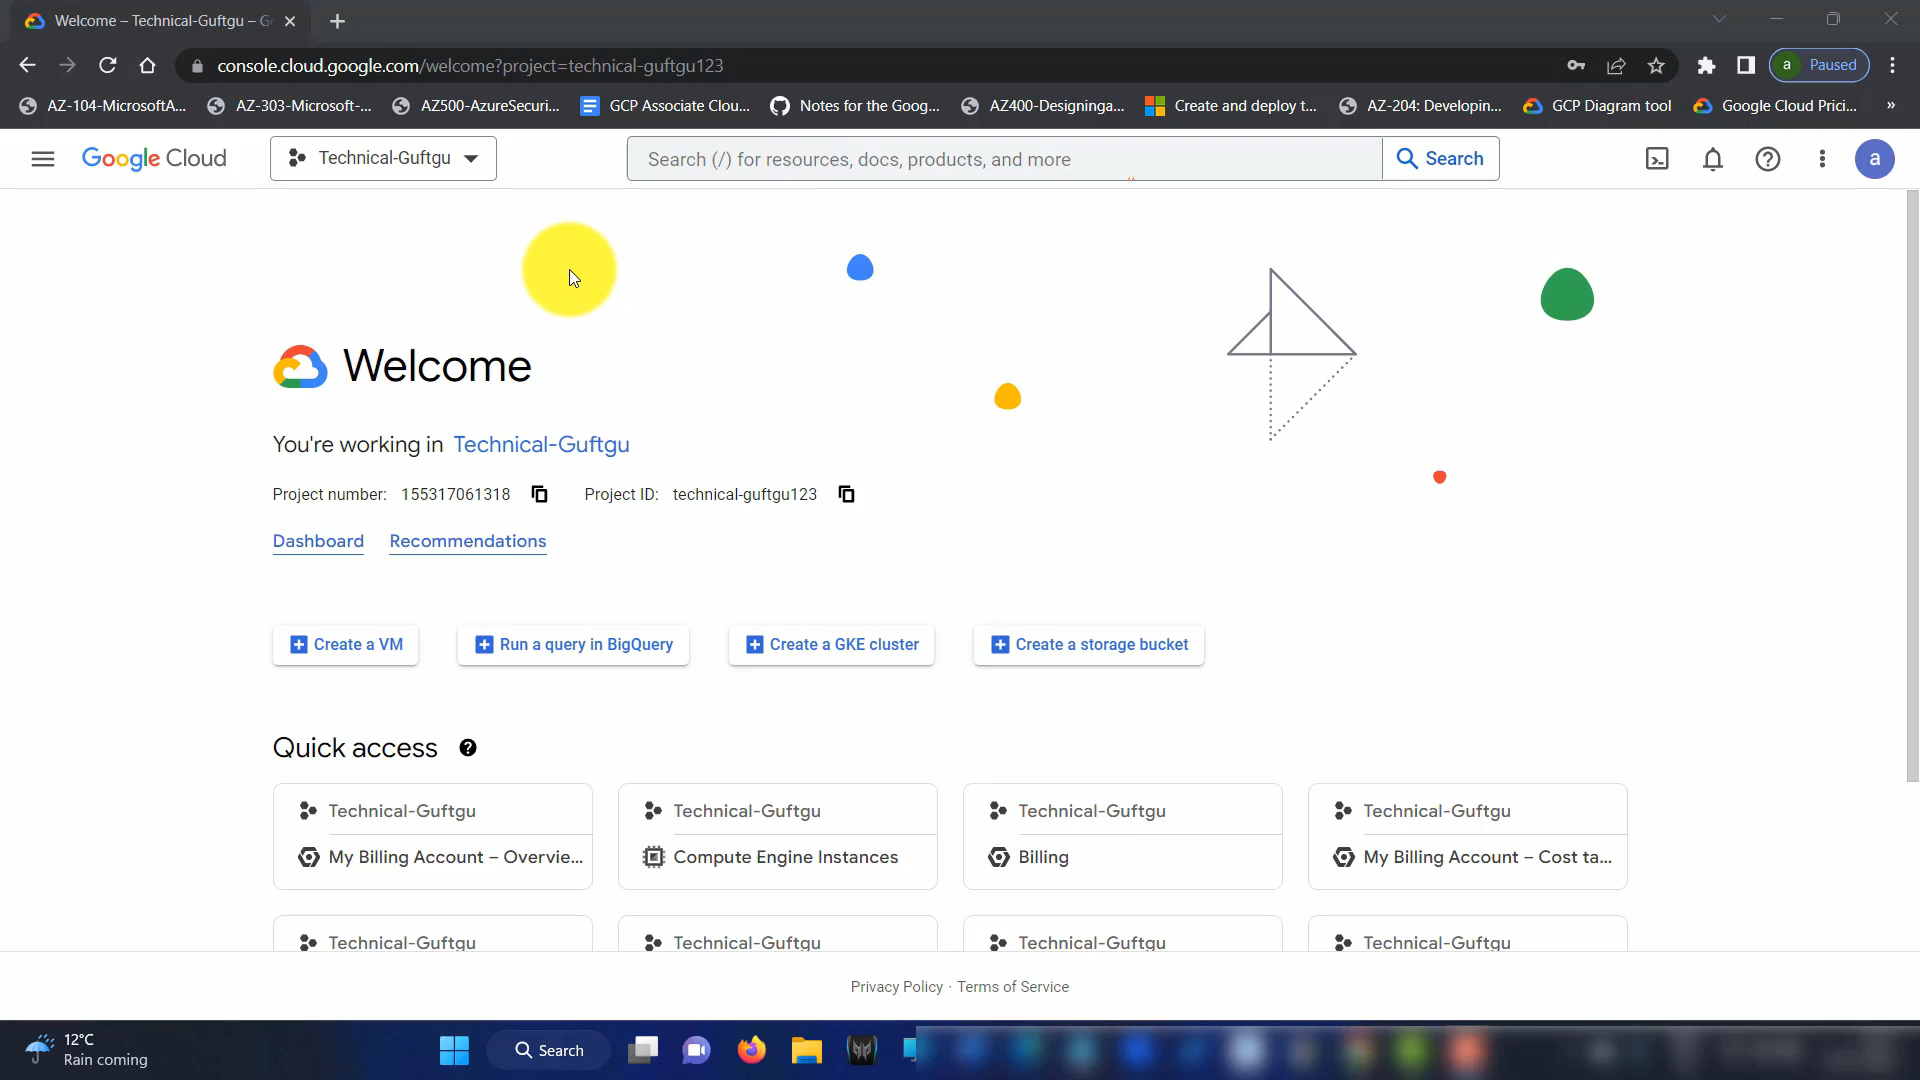 Welcome – Technical-Guftgu – G
console.cloud.google.com/welcome?project=technical-guftgu123
a Paused
AZ-104-MicrosoftA...
AZ-303-Microsoft-...
AZ500-AzureSecuri...
GCP Associate Clou...
Notes for the Goog...
AZ400-Designinga...
Create and deploy t...
AZ-204: Developin...
GCP Diagram tool
Google Cloud Prici...
»
Google Cloud
Technical-Guftgu
Search (/) for resources, docs, products, and more
Search
a
Welcome
You're working in Technical-Guftgu
Project number: 155317061318 Project ID: technical-guftgu123
Dashboard Recommendations
Create a VM
Run a query in BigQuery
Create a GKE cluster
Create a storage bucket
Quick access
Technical-Guftgu
My Billing Account – Overvie...
Technical-Guftgu
Compute Engine Instances
Technical-Guftgu
Billing
Technical-Guftgu
My Billing Account – Cost ta...
Technical-Guftgu
Technical-Guftgu
Technical-Guftgu
Technical-Guftgu
Privacy Policy · Terms of Service
12°C
Rain coming
Search